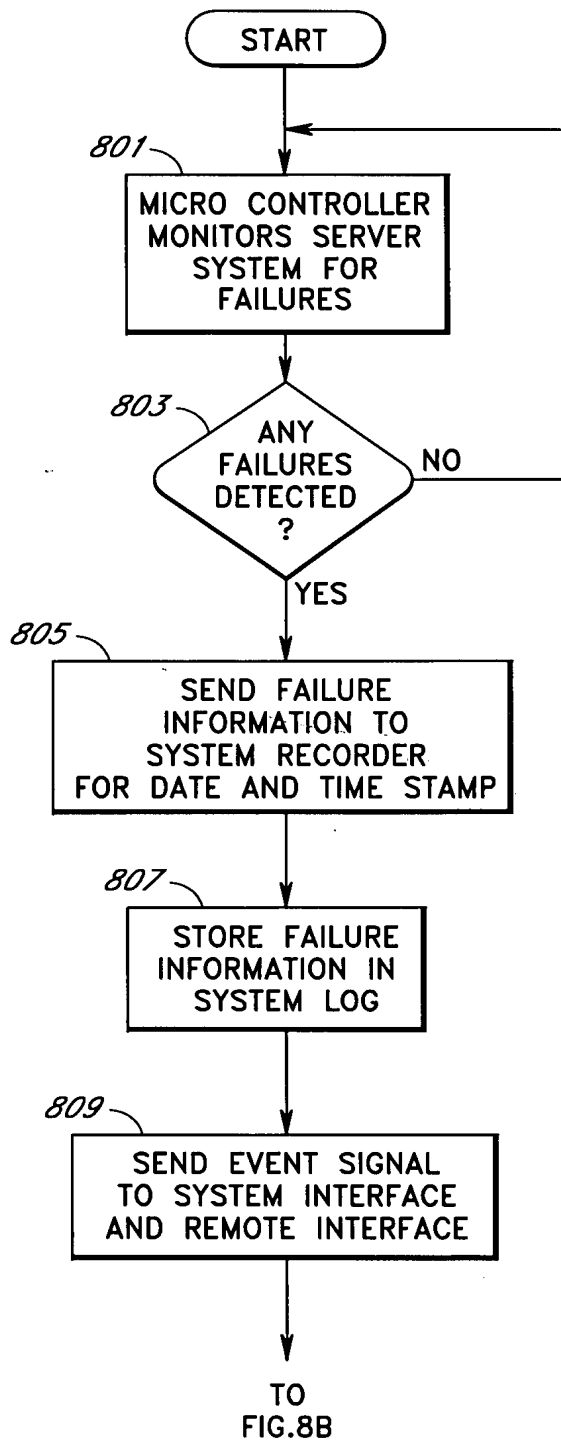 START
801
MICRO CONTROLLER
MONITORS SERVER
SYSTEM FOR
FAILURES
803
ANY
FAILURES
DETECTED
?
NO
YES
805
SEND FAILURE
INFORMATION TO
SYSTEM RECORDER
FOR DATE AND TIME STAMP
807
STORE FAILURE
INFORMATION IN
SYSTEM LOG
809
SEND EVENT SIGNAL
TO SYSTEM INTERFACE
AND REMOTE INTERFACE
TO
FIG.8B